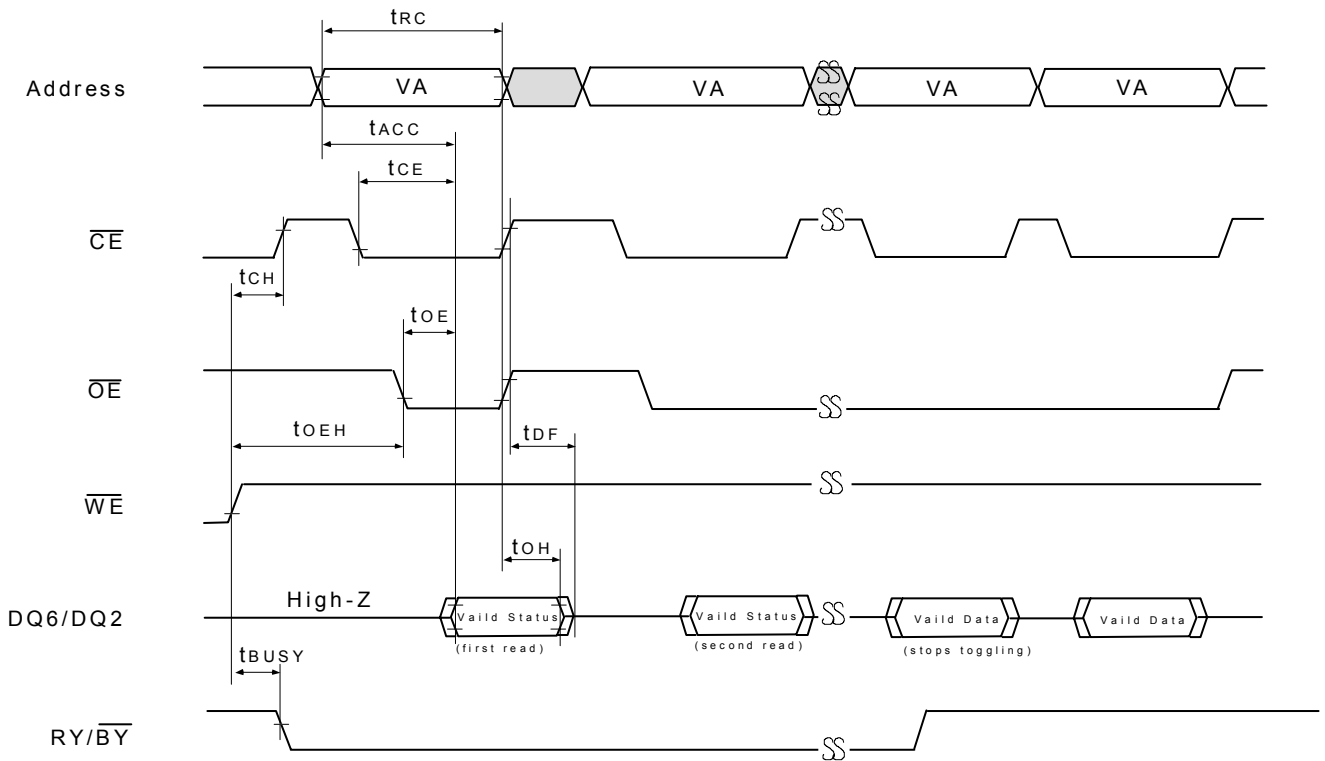 tRC
Address VA VA VA VA
tACC
tCE
CE
tCH
tOE
OE
tOEH tDF
WE
tOH
DQ6/DQ2 High-Z Vaild Status Vaild Status Vaild Data Vaild Data
(first read) (second read) (stops toggling)
tBUSY
RY/BY